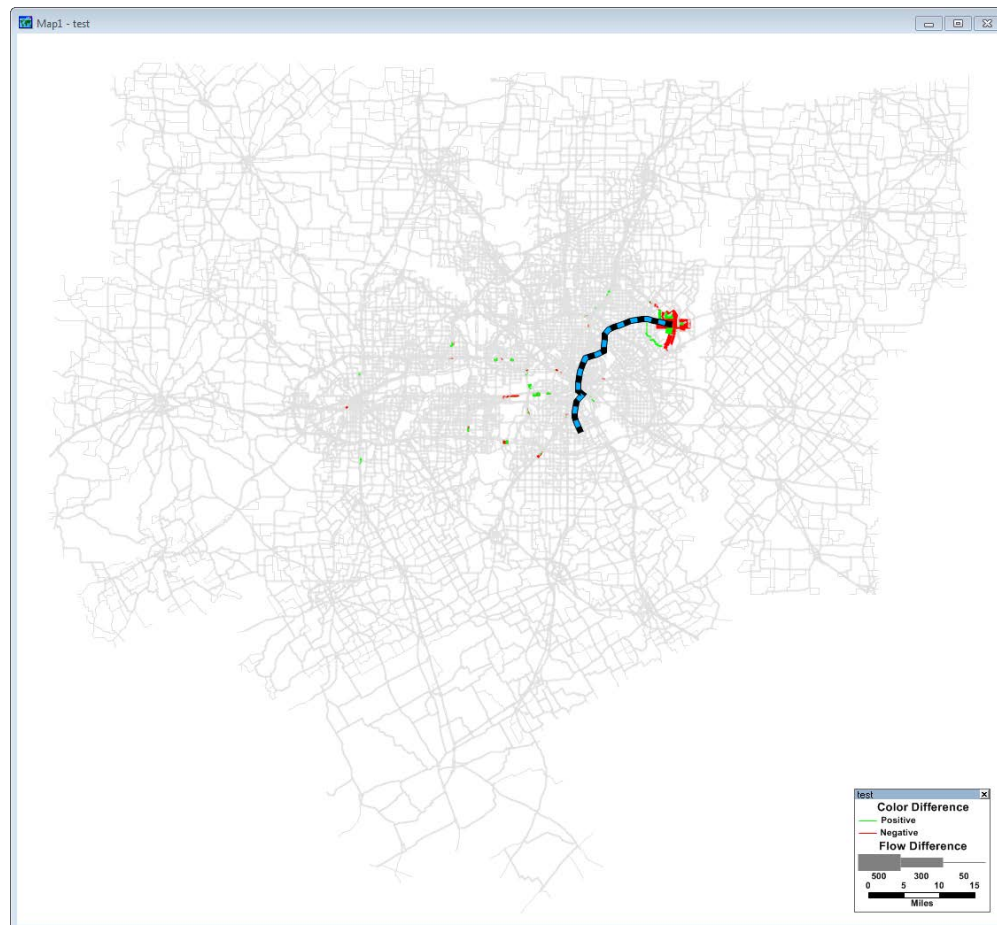 Map1 - test
test
Color Difference
Positive
Negative
Flow Difference
500 300 50
0 5 10 15
Miles